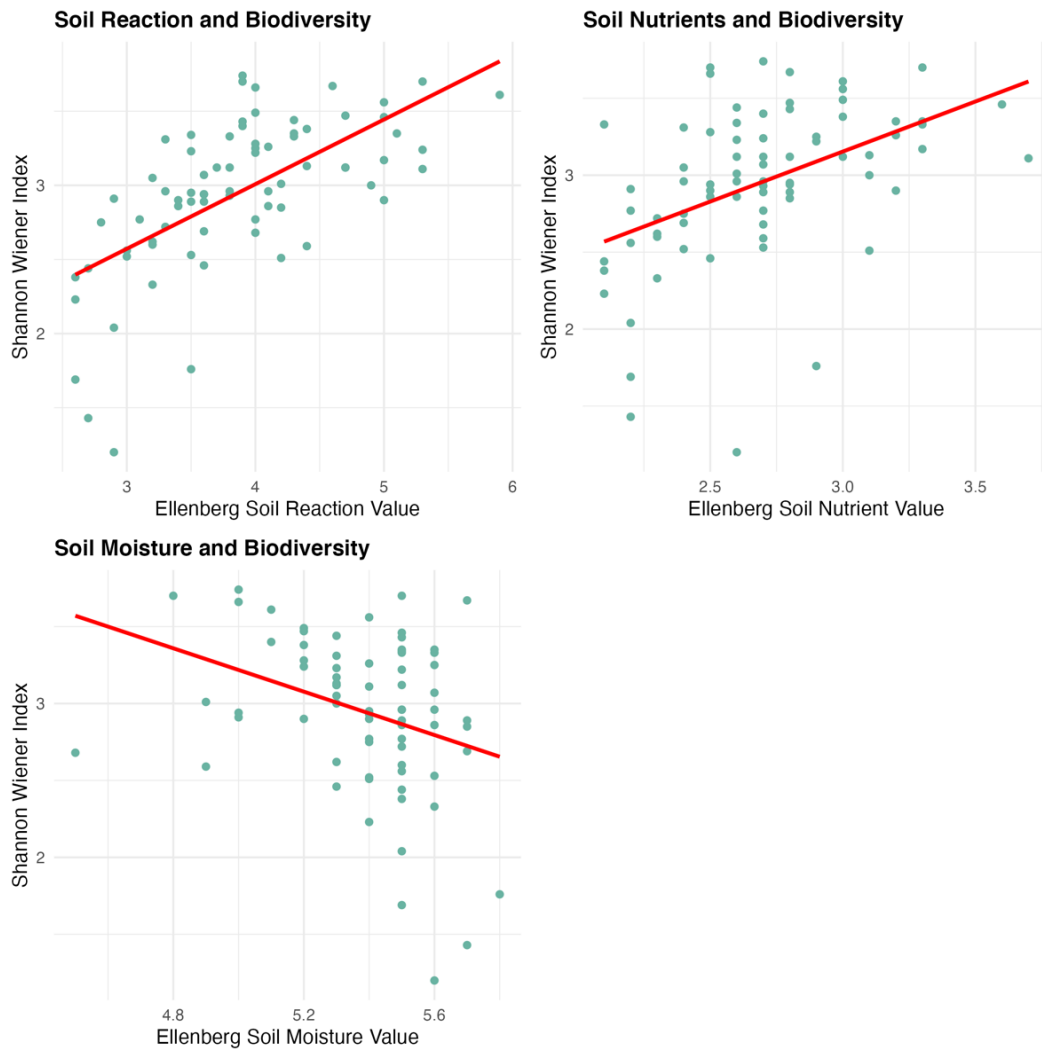 Soil Reaction and Biodiversity
Shannon Wiener Index
3
2
3
4
5
6
Ellenberg Soil Reaction Value
Soil Nutrients and Biodiversity
Shannon Wiener Index
3
2
2.5
3.0
3.5
Ellenberg Soil Nutrient Value
Soil Moisture and Biodiversity
Shannon Wiener Index
3
2
4.8
5.2
5.6
Ellenberg Soil Moisture Value